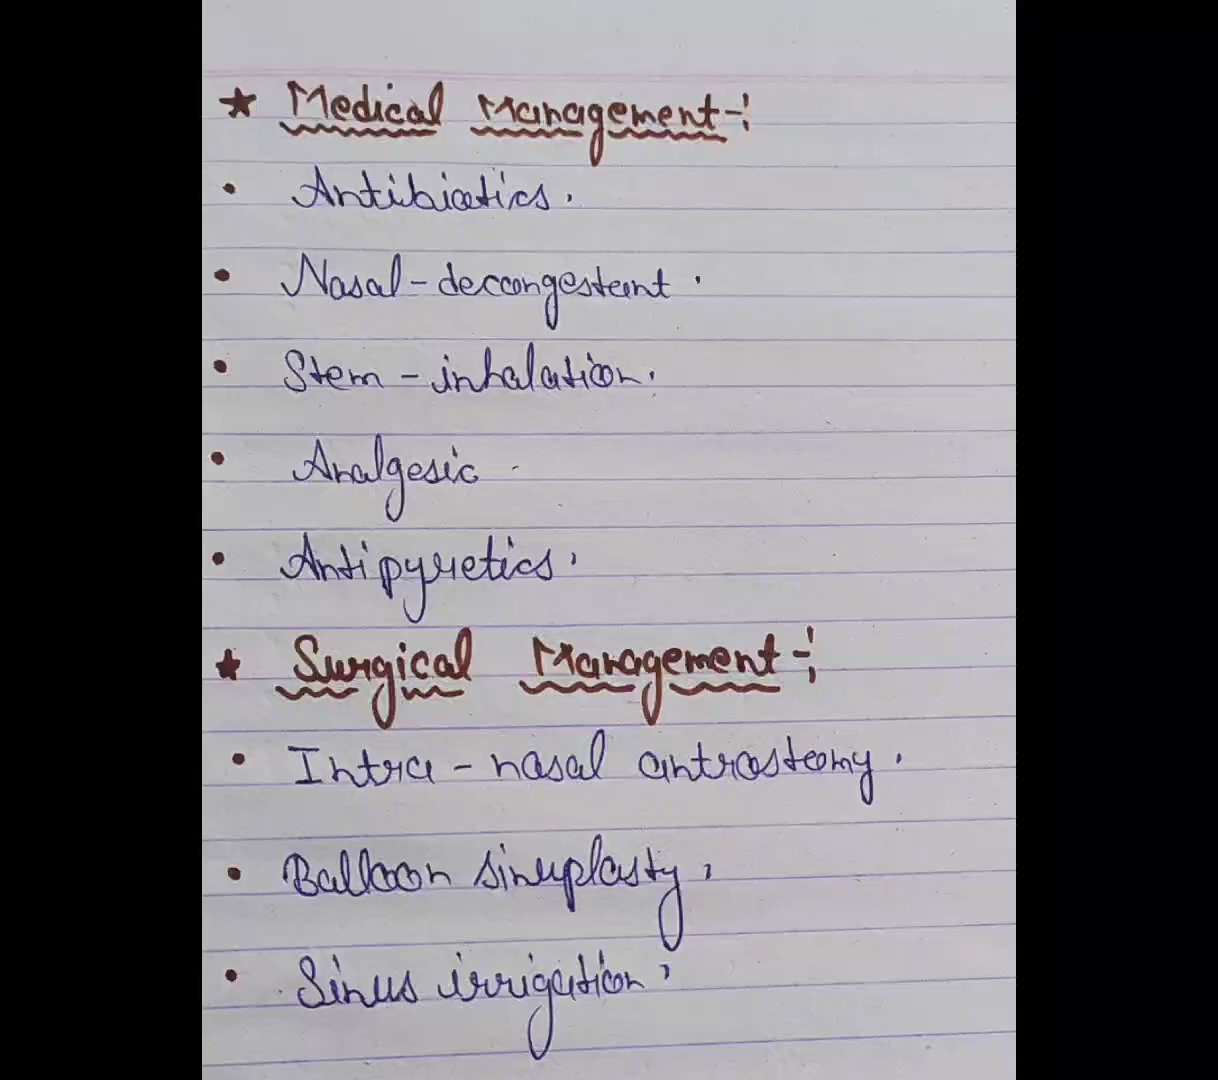 ★ Medical Management-:
• Antibiotics.
• Nasal-decongestant.
• Stem-inhalation.
• Analgesic
• Antipyretics.
★ Surgical Management-:
• Intra-nasal antrostomy.
• Balloon sinuplasty,
• Sinus irrigation,